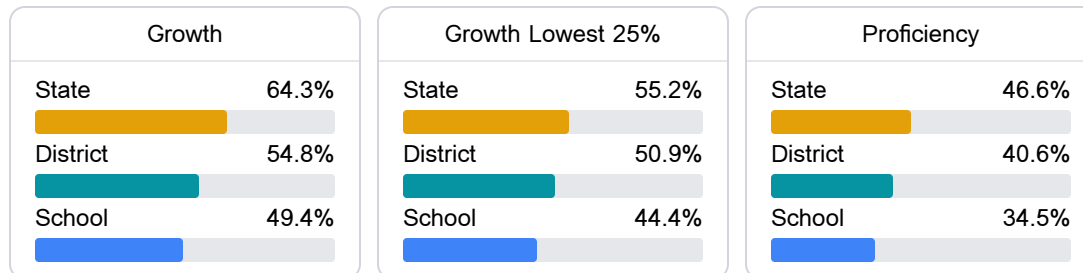 Growth
State 64.3%
District 54.8%
School 49.4%
Growth Lowest 25%
State 55.2%
District 50.9%
School 44.4%
Proficiency
State 46.6%
District 40.6%
School 34.5%